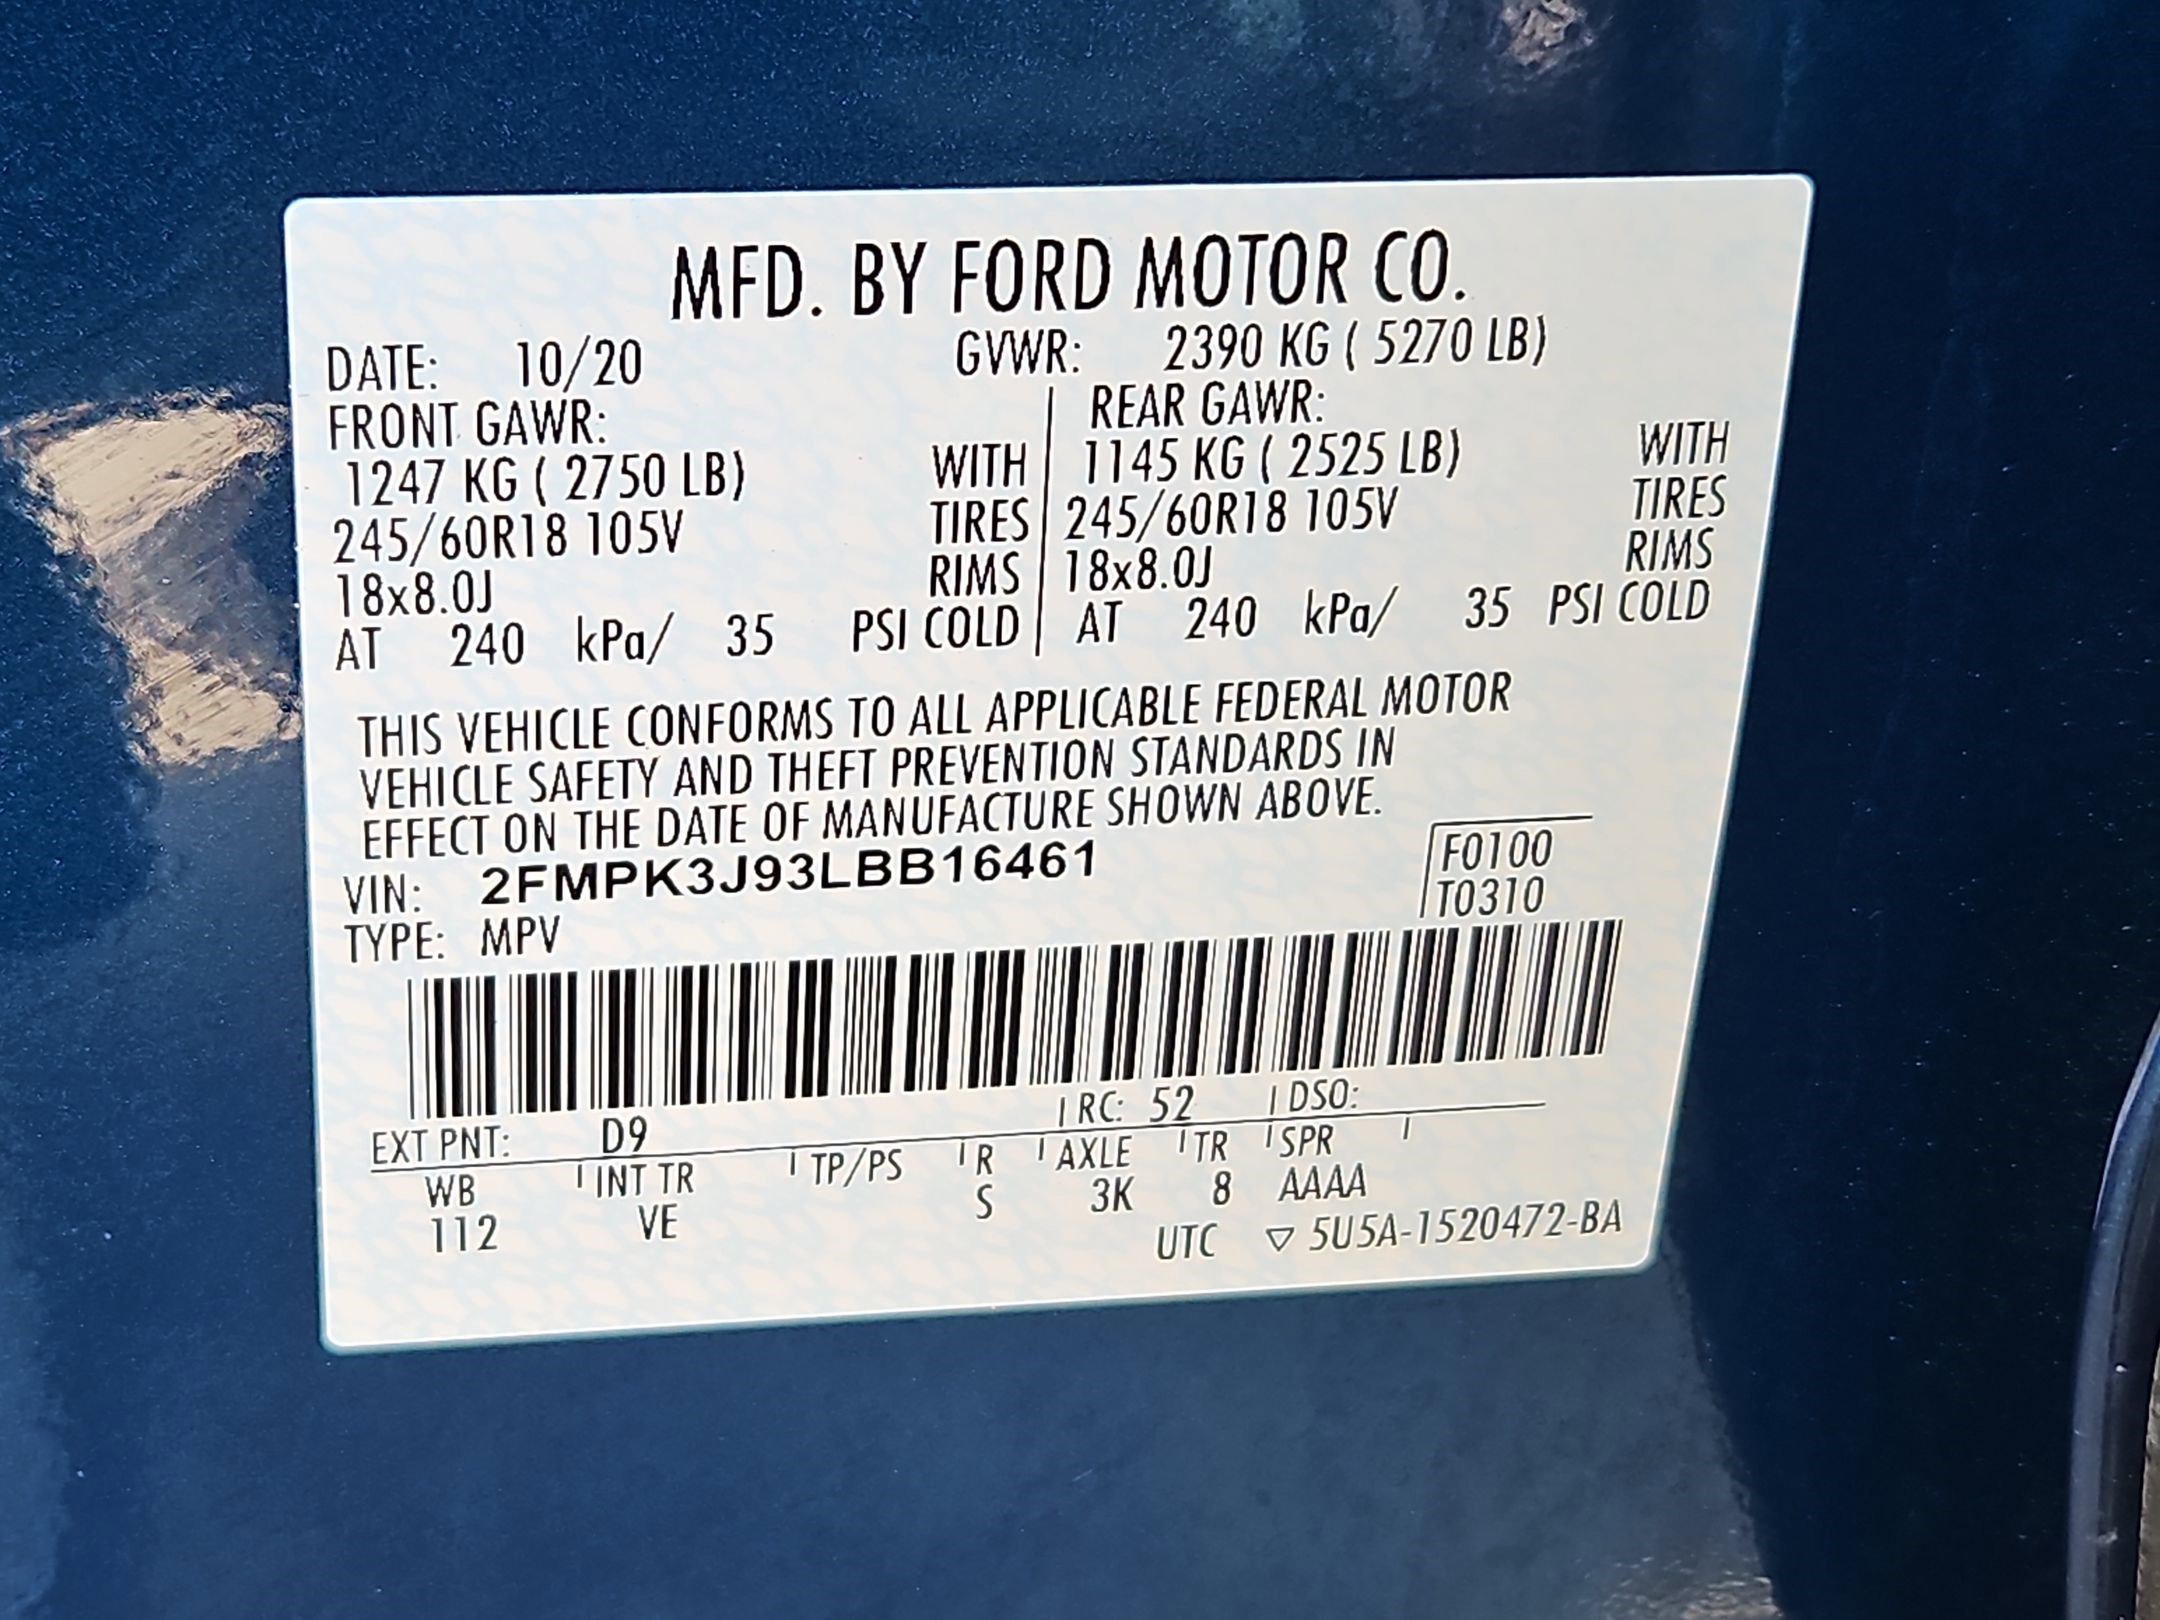 MFD. BY FORD MOTOR CO.
DATE: 10/20 GVWR: 2390 KG ( 5270 LB)
FRONT GAWR: REAR GAWR:
1247 KG ( 2750 LB) WITH 1145 KG ( 2525 LB) WITH
245/60R18 105V TIRES 245/60R18 105V TIRES
18x8.0J RIMS 18x8.0J RIMS
AT 240 kPa/ 35 PSI COLD AT 240 kPa/ 35 PSI COLD
THIS VEHICLE CONFORMS TO ALL APPLICABLE FEDERAL MOTOR
VEHICLE SAFETY AND THEFT PREVENTION STANDARDS IN
EFFECT ON THE DATE OF MANUFACTURE SHOWN ABOVE.
VIN: 2FMPK3J93LBB16461 F0100
TYPE: MPV T0310
EXT PNT: D9 RC: 52 DSO:
WB INT TR TP/PS R AXLE TR SPR
112 VE S 3K 8 AAAA
UTC ▽ 5U5A-1520472-BA